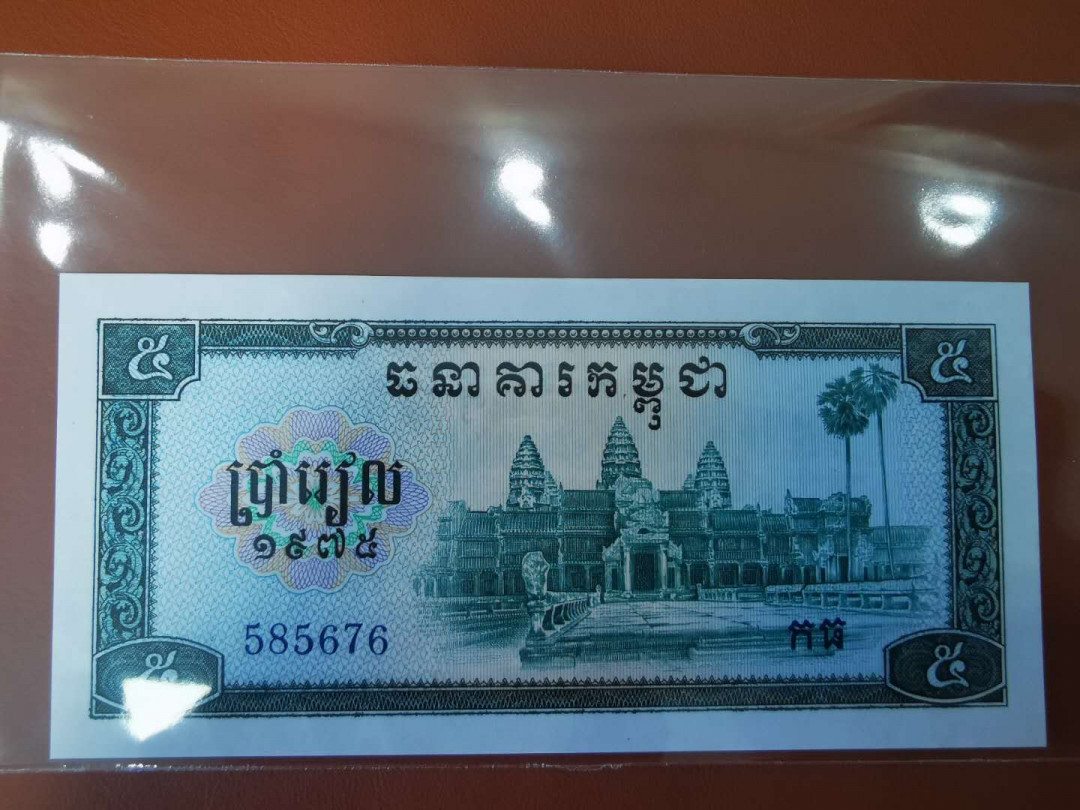 ៥ ៥
ធនាគារកម្ពុជា
ប្រាំរៀល
១៩៧៥
585676
កធ
៥ ៥